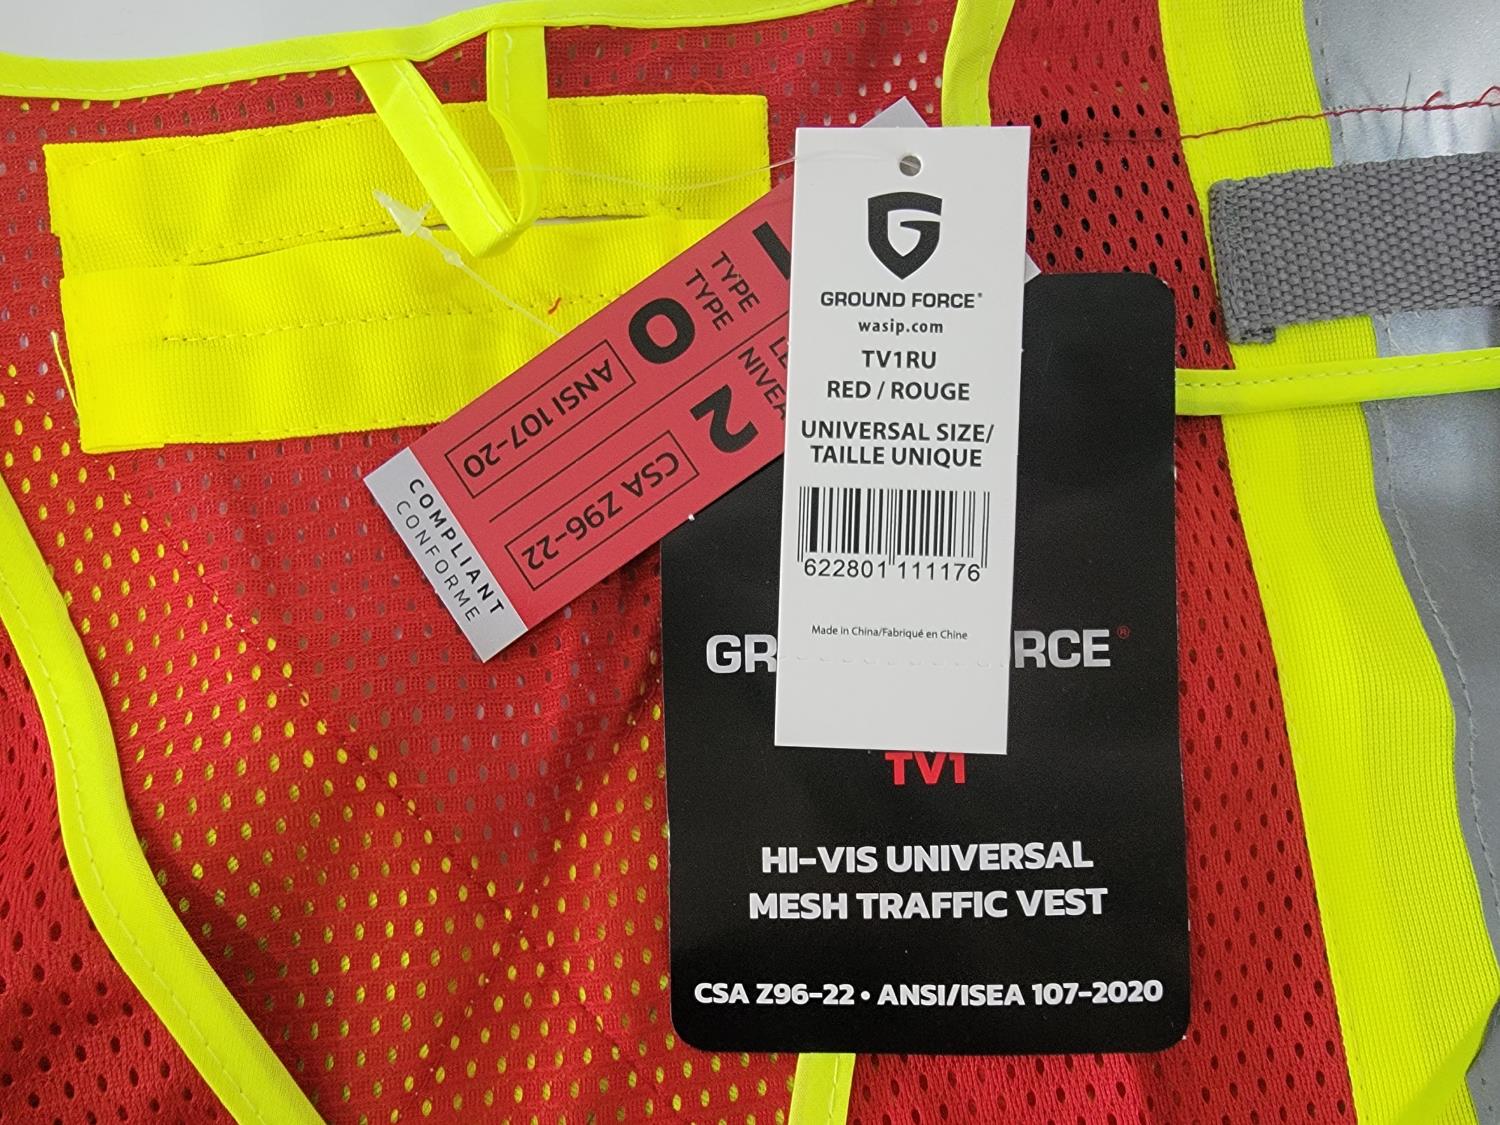 GROUND FORCE®
wasip.com
TV1RU
RED / ROUGE
UNIVERSAL SIZE/
TAILLE UNIQUE
622801 111176
Made in China/Fabriqué en Chine
TYPE
TYPE
O
ANSI 107-20
2
CSA Z96-22
COMPLIANT
CONFORME
TV1
HI-VIS UNIVERSAL
MESH TRAFFIC VEST
CSA Z96-22 • ANSI/ISEA 107-2020